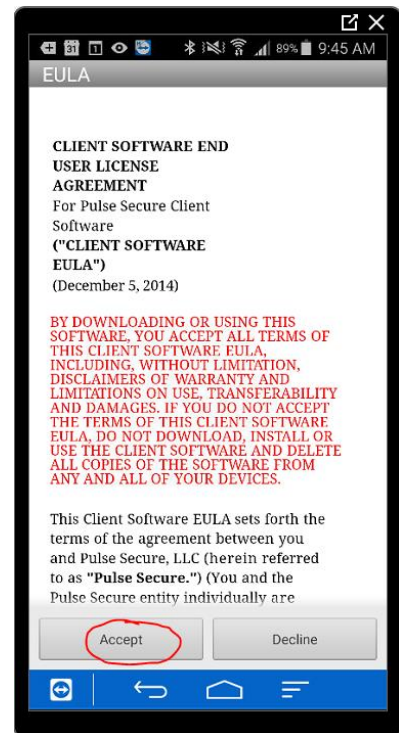 31 1 89% 9:45 AM
EULA
CLIENT SOFTWARE END
USER LICENSE
AGREEMENT
For Pulse Secure Client
Software
("CLIENT SOFTWARE
EULA")
(December 5, 2014)
BY DOWNLOADING OR USING THIS
SOFTWARE, YOU ACCEPT ALL TERMS OF
THIS CLIENT SOFTWARE EULA,
INCLUDING, WITHOUT LIMITATION,
DISCLAIMERS OF WARRANTY AND
LIMITATIONS ON USE, TRANSFERABILITY
AND DAMAGES. IF YOU DO NOT ACCEPT
THE TERMS OF THIS CLIENT SOFTWARE
EULA, DO NOT DOWNLOAD, INSTALL OR
USE THE CLIENT SOFTWARE AND DELETE
ALL COPIES OF THE SOFTWARE FROM
ANY AND ALL OF YOUR DEVICES.
This Client Software EULA sets forth the
terms of the agreement between you
and Pulse Secure, LLC (herein referred
to as "Pulse Secure.") (You and the
Pulse Secure entity individually are
Accept Decline